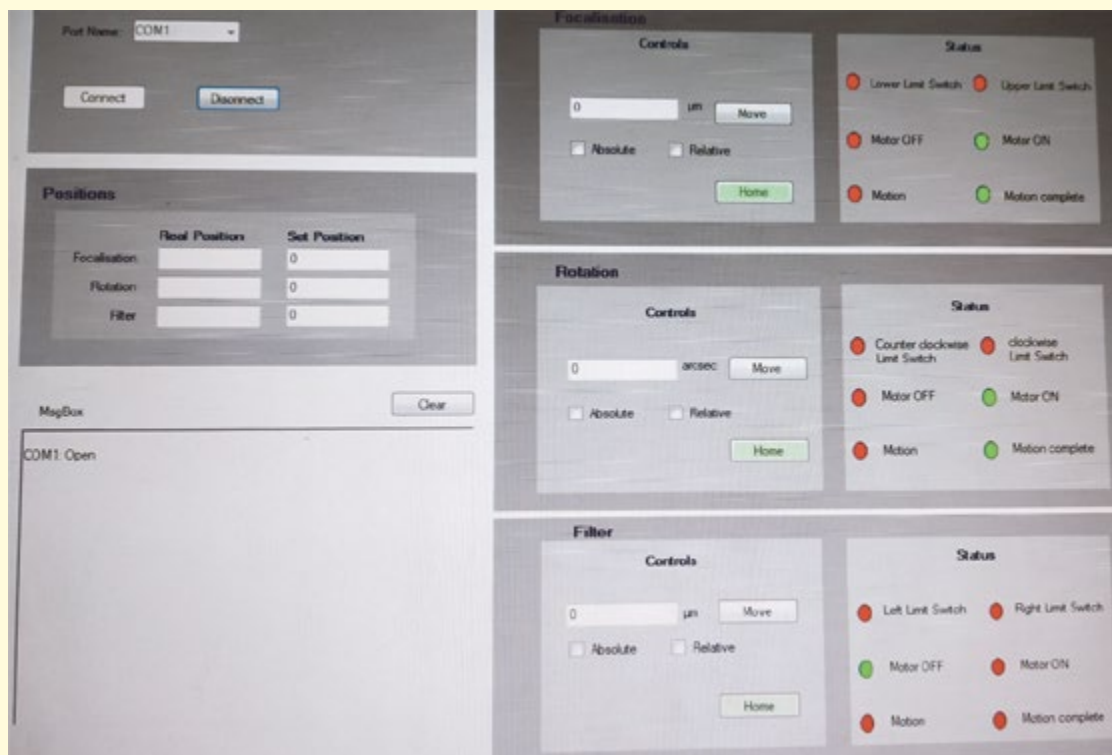 Port Name: COM1
Connect
Disonnect
Positions
Real Position Set Position
Focalisation 0
Rotation 0
Filter 0
MsgBox Clear
COM1: Open
Focalisation
Controls
0 µm Move
Absolute Relative
Home
Status
Lower Limit Switch Upper Limit Switch
Motor OFF Motor ON
Motion Motion complete
Rotation
Controls
0 arcsec Move
Absolute Relative
Home
Status
Counter clockwise clockwise
Limit Switch Limit Switch
Motor OFF Motor ON
Motion Motion complete
Filter
Controls
0 µm Move
Absolute Relative
Home
Status
Left Limit Switch Right Limit Switch
Motor OFF Motor ON
Motion Motion complete